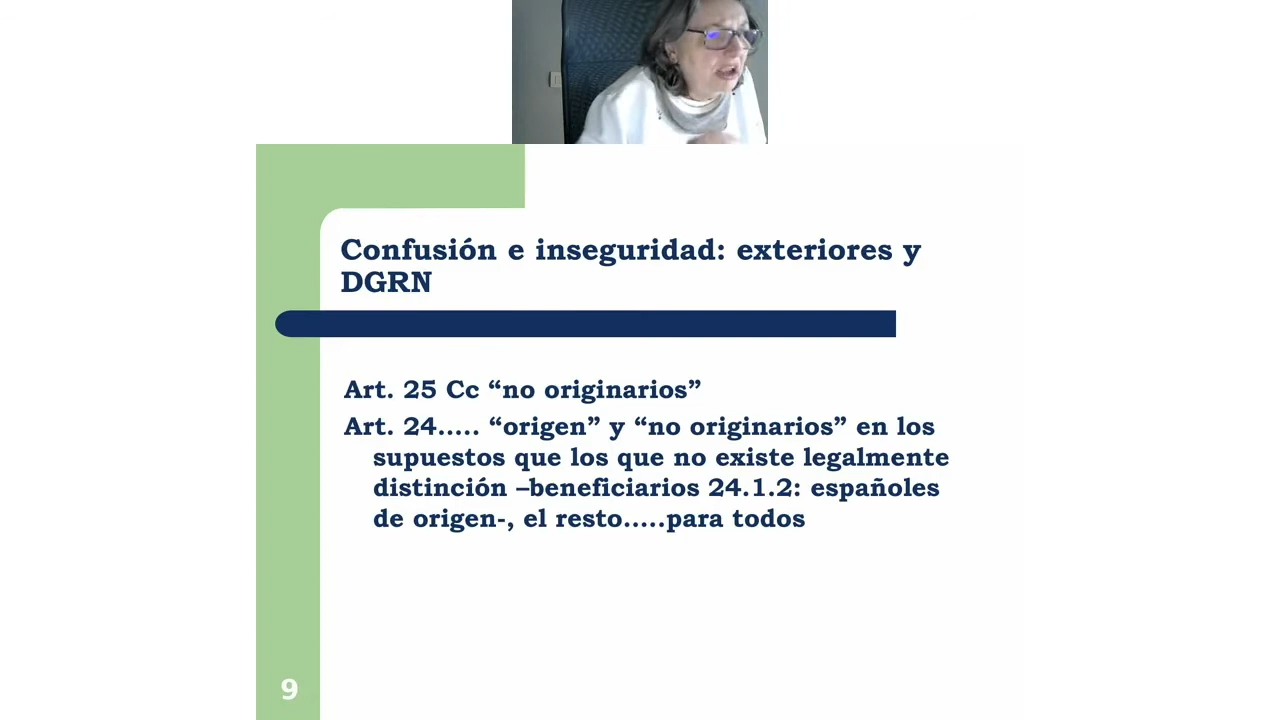 Confusión e inseguridad: exteriores y
DGRN
Art. 25 Cc “no originarios”
Art. 24..... “origen” y “no originarios” en los
supuestos que los que no existe legalmente
distinción –beneficiarios 24.1.2: españoles
de origen-, el resto.....para todos
9